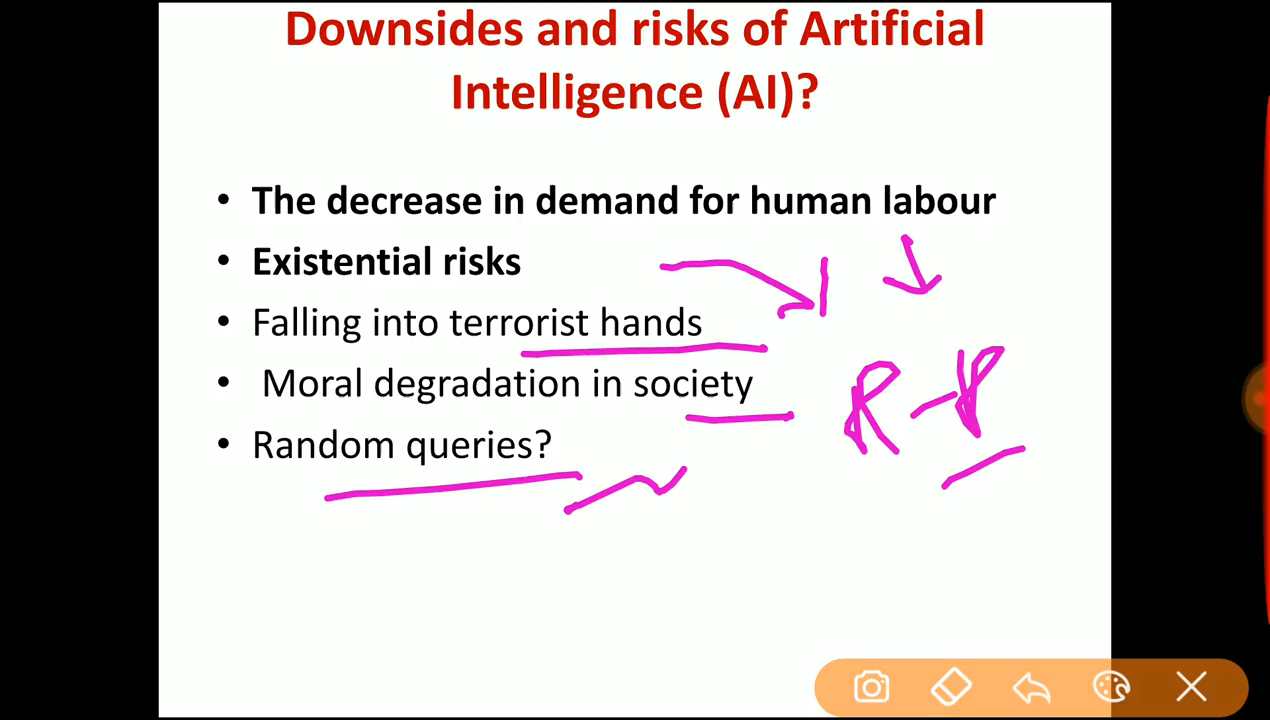 Downsides and risks of Artificial
Intelligence (AI)?
• The decrease in demand for human labour
• Existential risks
• Falling into terrorist hands
• Moral degradation in society
• Random queries?
R-P